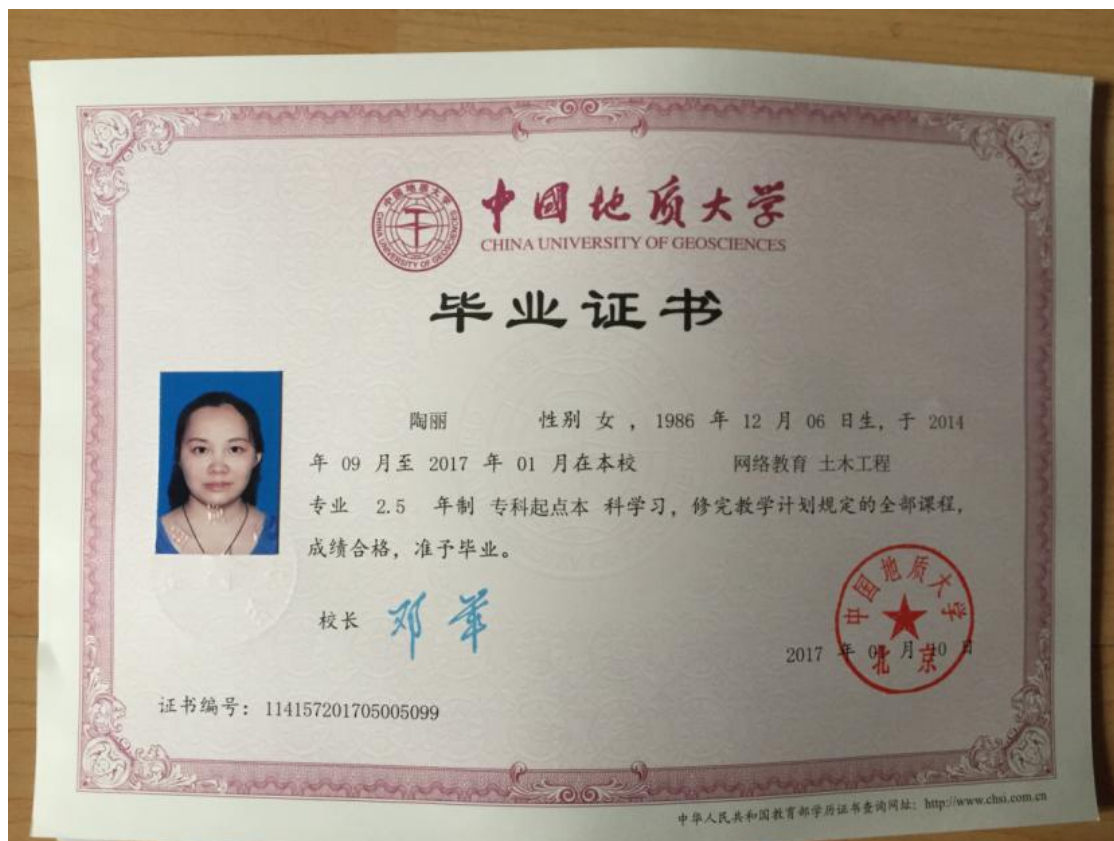 中國地质大学
CHINA UNIVERSITY OF GEOSCIENCES
毕业证书
陶丽 性别 女 ，1986 年 12 月 06 日生，于 2014
年 09 月至 2017 年 01 月在本校 网络教育 土木工程
专业 2.5 年制 专科起点本 科学习，修完教学计划规定的全部课程，
成绩合格，准予毕业。
校长 邓军
中国地质大学
北京
2017 年 月 10 日
证书编号：114157201705005099
中华人民共和国教育部学历证书查询网址：http://www.chsi.com.cn